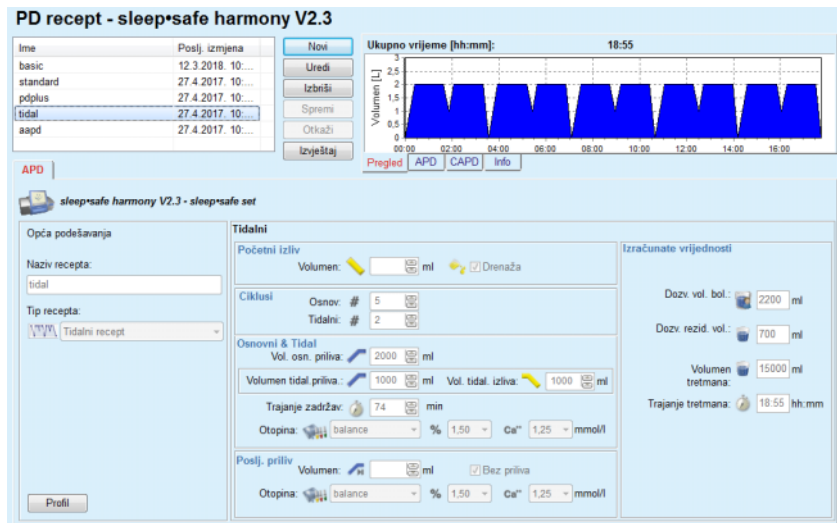 PD recept - sleep•safe harmony V2.3
Ime Poslj. izmjena
basic 12.3.2018. 10:...
standard 27.4.2017. 10:...
pdplus 27.4.2017. 10:...
tidal 27.4.2017. 10:...
aapd 27.4.2017. 10:...
Novi
Uredi
Izbriši
Spremi
Otkaži
Izvještaj
Ukupno vrijeme [hh:mm]: 18:55
Volumen [L]
3
2,5
2
1,5
1
0,5
0
00:00 02:00 04:00 06:00 08:00 10:00 12:00 14:00 16:00
Pregled APD CAPD Info
APD
sleep•safe harmony V2.3 - sleep•safe set
Opća podešavanja
Naziv recepta:
tidal
Tip recepta:
Tidalni recept
Profil
Tidalni
Početni izliv
Volumen: ml Drenaža
Ciklusi
Osnov: # 5
Tidalni: # 2
Osnovni & Tidal
Vol. osn. priliva: 2000 ml
Volumen tidal.priliva.: 1000 ml Vol. tidal. izliva: 1000 ml
Trajanje zadržav: 74 min
Otopina: balance % 1,50 Ca'' 1,25 mmol/l
Poslj. priliv
Volumen: ml Bez priliva
Otopina: balance % 1,50 Ca'' 1,25 mmol/l
Izračunate vrijednosti
Dozv. vol. bol.: 2200 ml
Dozv. rezid. vol.: 700 ml
Volumen tretmana: 15000 ml
Trajanje tretmana: 18:55 hh:mm